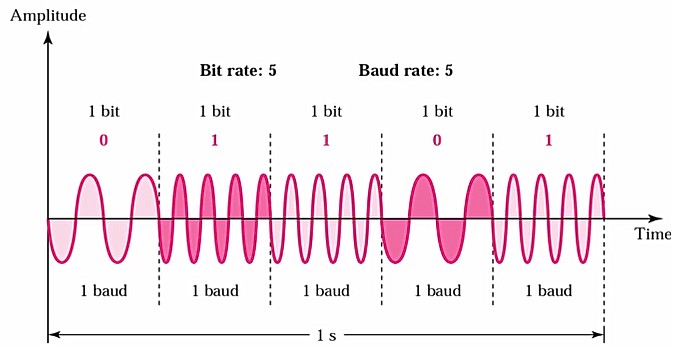 Amplitude
Bit rate: 5 Baud rate: 5
1 bit 1 bit 1 bit 1 bit 1 bit
0 1 1 0 1
Time
1 baud 1 baud 1 baud 1 baud 1 baud
1 s